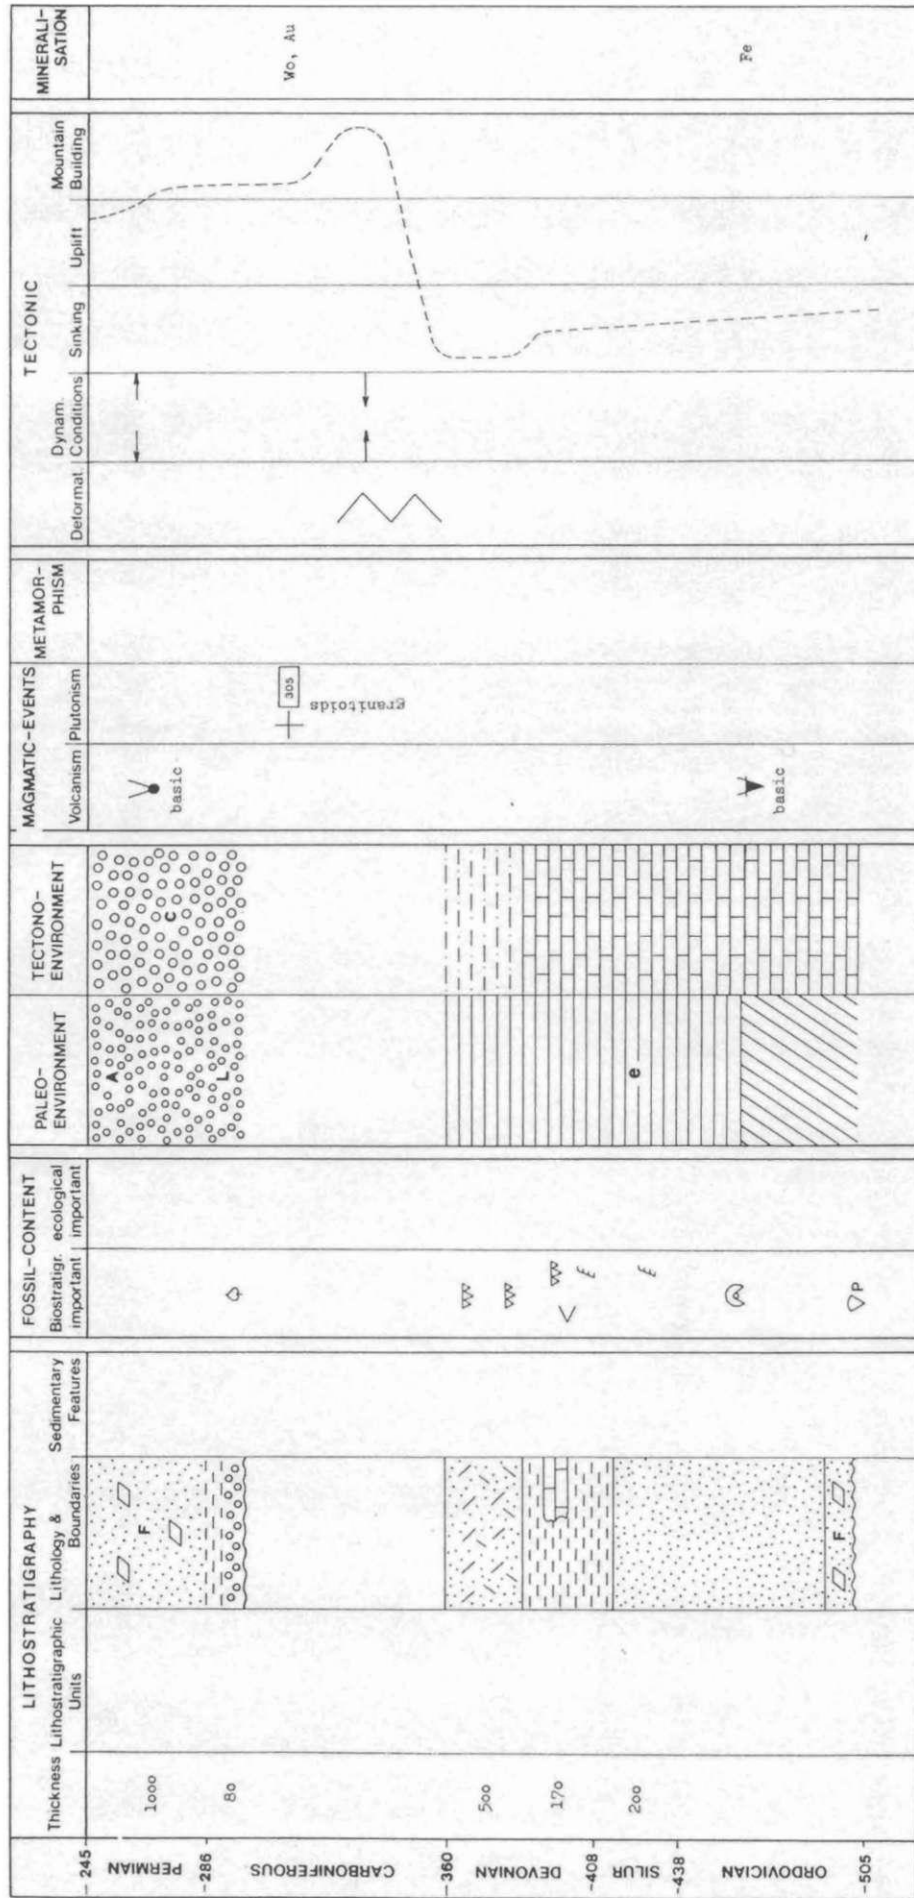 LITHOSTRATIGRAPHY
FOSSIL-CONTENT
PALEO-
ENVIRONMENT
TECTONO-
ENVIRONMENT
MAGMATIC-EVENTS
METAMOR-
PHISM
TECTONIC
MINERALI-
SATION
Thickness
Lithostratigraphic
Units
Lithology &
Boundaries
Sedimentary
Features
Biostratigr.
important
ecological
important
Volcanism
Plutonism
Deformat.
Dynam.
Conditions
Sinking
Uplift
Mountain
Building
-245
PERMIAN
1000
F
A
C
basic
-286
80
L
CARBONIFEROUS
305
granitoids
Wo, Au
-360
500
DEVONIAN
170
-408
SILUR
200
e
-438
ORDOVICIAN
A
basic
Fe
F
P
-505